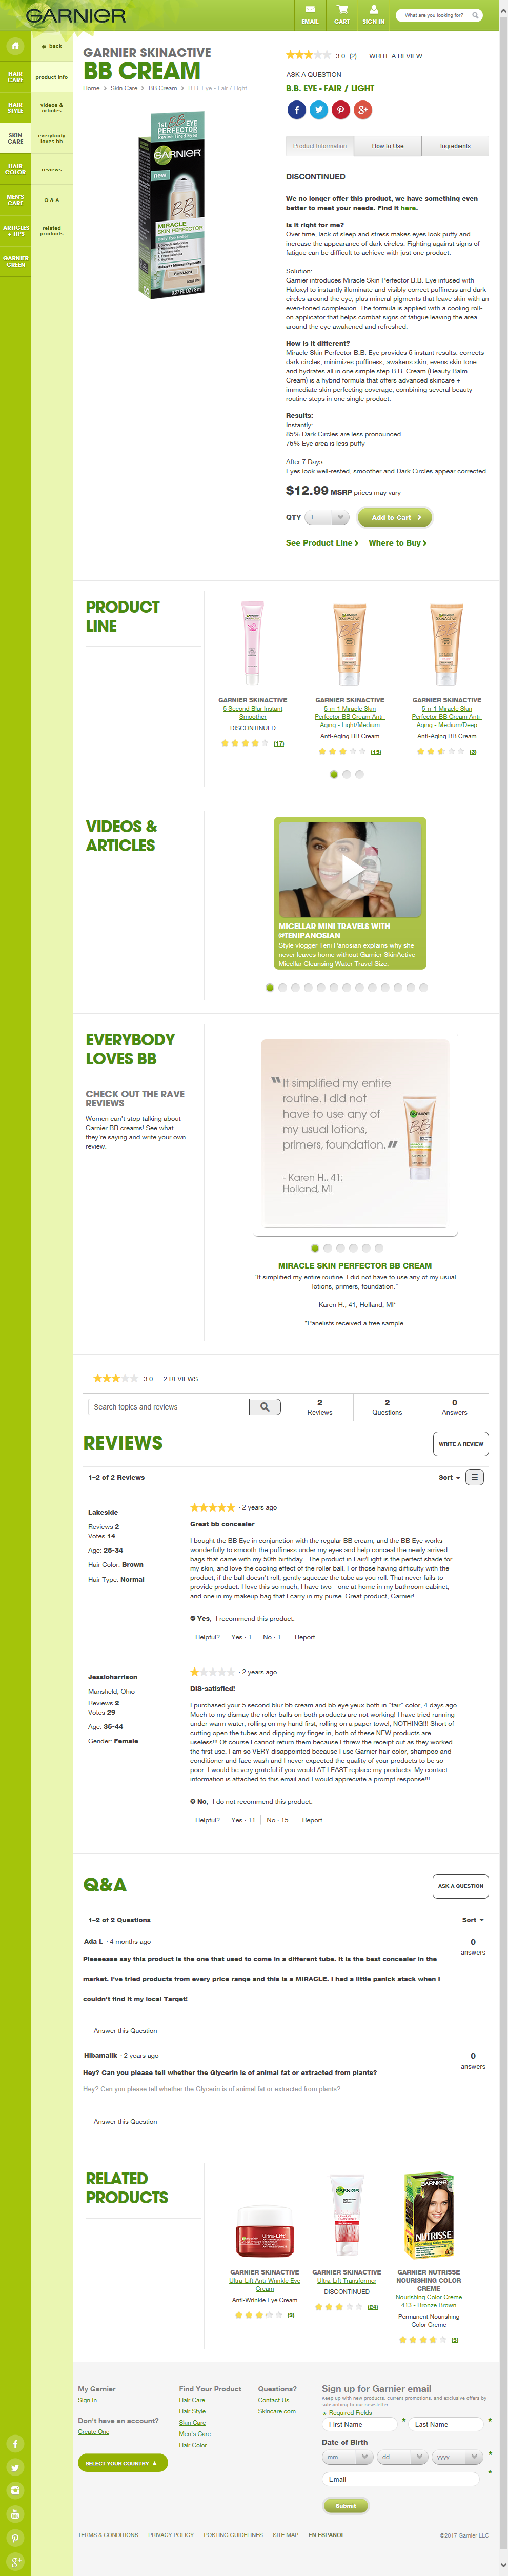 GARNIER
EMAIL
CART
SIGN IN
What are you looking for?
HAIR
CARE
HAIR
STYLE
SKIN
CARE
HAIR
COLOR
MEN'S
CARE
ARTICLES
+ TIPS
GARNIER
GREEN
back
product info
videos &
articles
everybody
loves bb
reviews
Q & A
related
products
GARNIER SKINACTIVE
BB CREAM
Home > Skin Care > BB Cream > B.B. Eye - Fair / Light
1st BB EYE
PERFECTOR
GARNIER
new
MIRACLE
SKIN PERFECTOR
3.0 (2) WRITE A REVIEW
ASK A QUESTION
B.B. EYE - FAIR / LIGHT
Product Information
How to Use
Ingredients
DISCONTINUED
We no longer offer this product, we have something even
better to meet your needs. Find it here.
Is it right for me?
Over time, lack of sleep and stress makes eyes look puffy and
increase the appearance of dark circles. Fighting against signs of
fatigue can be difficult to achieve with just one product.
Solution:
Garnier introduces Miracle Skin Perfector B.B. Eye infused with
Haloxyl to instantly illuminate and visibly correct puffiness and dark
circles around the eye, plus mineral pigments that leave skin with an
even-toned complexion. The formula is applied with a cooling roll-
on applicator that helps combat signs of fatigue leaving the area
around the eye awakened and refreshed.
How is it different?
Miracle Skin Perfector B.B. Eye provides 5 instant results: corrects
dark circles, minimizes puffiness, awakens skin, evens skin tone
and hydrates all in one simple step.B.B. Cream (Beauty Balm
Cream) is a hybrid formula that offers advanced skincare +
immediate skin perfecting coverage, combining several beauty
routine steps in one single product.
Results:
Instantly:
85% Dark Circles are less pronounced
75% Eye area is less puffy
After 7 Days:
Eyes look well-rested, smoother and Dark Circles appear corrected.
$12.99 MSRP prices may vary
QTY 1 Add to Cart >
See Product Line > Where to Buy >
PRODUCT
LINE
GARNIER SKINACTIVE
5 Second Blur Instant
Smoother
DISCONTINUED
(17)
GARNIER SKINACTIVE
5-in-1 Miracle Skin
Perfector BB Cream Anti-
Aging - Light/Medium
Anti-Aging BB Cream
(15)
GARNIER SKINACTIVE
5-n-1 Miracle Skin
Perfector BB Cream Anti-
Aging - Medium/Deep
Anti-Aging BB Cream
(3)
VIDEOS &
ARTICLES
MICELLAR MINI TRAVELS WITH
@TENIPANOSIAN
Style vlogger Teni Panosian explains why she
never leaves home without Garnier SkinActive
Micellar Cleansing Water Travel Size.
EVERYBODY
LOVES BB
CHECK OUT THE RAVE
REVIEWS
Women can't stop talking about
Garnier BB creams! See what
they're saying and write your own
review.
"It simplified my entire
routine. I did not
have to use any of
my usual lotions,
primers, foundation."
- Karen H., 41;
Holland, MI
MIRACLE SKIN PERFECTOR BB CREAM
"It simplified my entire routine. I did not have to use any of my usual
lotions, primers, foundation."
- Karen H., 41; Holland, MI*
*Panelists received a free sample.
3.0 2 REVIEWS
Search topics and reviews
2
Reviews
2
Questions
0
Answers
REVIEWS
WRITE A REVIEW
1–2 of 2 Reviews
Sort
Lakeside
Reviews 2
Votes 14
Age: 25-34
Hair Color: Brown
Hair Type: Normal
· 2 years ago
Great bb concealer
I bought the BB Eye in conjunction with the regular BB cream, and the BB Eye works
wonderfully to smooth the puffiness under my eyes and help conceal the newly arrived
bags that came with my 50th birthday...The product in Fair/Light is the perfect shade for
my skin, and I love the cooling effect of the roller ball. For those having difficulty with the
product, if the ball doesn't roll, gently squeeze the tube as you roll. That never fails to
provide product. I love the this so much, I have two - one at home in my bathroom cabinet,
and one in my makeup bag that I carry in my purse. Great product, Garnier!
Yes, I recommend this product.
Helpful? Yes · 1 No · 1 Report
Jessloharrison
Mansfield, Ohio
Reviews 2
Votes 29
Age: 35-44
Gender: Female
· 2 years ago
DIS-satisfied!
I purchased your 5 second blur bb cream and bb eye yeux both in "fair" color, 4 days ago.
Much to my dismay the roller balls on both products are not working! I have tried running
under warm water, rolling on my hand first, rolling on a paper towel, NOTHING!!! Short of
cutting open the tubes and dipping my finger in, both of these NEW products are
useless!!! Of course I cannot return them because I threw the receipt out as they worked
the first use. I am so VERY disappointed because I use Garnier hair color, shampoo and
conditioner and face wash and I never expected the quality of your products to be so
poor. I would be very grateful if you would AT LEAST replace my products. My contact
information is attached to this email and I would appreciate a prompt response!!!
No, I do not recommend this product.
Helpful? Yes · 11 No · 15 Report
Q&A
ASK A QUESTION
1–2 of 2 Questions
Sort
Ada L · 4 months ago
0
answers
Pleeeease say this product is the one that used to come in a different tube. It is the best concealer in the
market. I've tried products from every price range and this is a MIRACLE. I had a little panick atack when I
couldn't find it my local Target!
Answer this Question
Hibamalik · 2 years ago
0
answers
Hey? Can you please tell whether the Glycerin is of animal fat or extracted from plants?
Hey? Can you please tell whether the Glycerin is of animal fat or extracted from plants?
Answer this Question
RELATED
PRODUCTS
GARNIER SKINACTIVE
Ultra-Lift Anti-Wrinkle Eye
Cream
Anti-Wrinkle Eye Cream
(3)
GARNIER SKINACTIVE
Ultra-Lift Transformer
DISCONTINUED
(24)
GARNIER NUTRISSE
NOURISHING COLOR
CREME
Nourishing Color Creme
413 - Bronze Brown
Permanent Nourishing
Color Creme
(5)
My Garnier
Sign In
Don't have an account?
Create One
SELECT YOUR COUNTRY
Find Your Product
Hair Care
Hair Style
Skin Care
Men's Care
Hair Color
Questions?
Contact Us
Skincare.com
Sign up for Garnier email
Keep up with new products, current promotions, and exclusive offers by
subscribing to our newsletter.
* Required Fields
First Name * Last Name *
Date of Birth
mm dd yyyy *
Email *
Submit
TERMS & CONDITIONS PRIVACY POLICY POSTING GUIDELINES SITE MAP EN ESPANOL
©2017 Garnier LLC